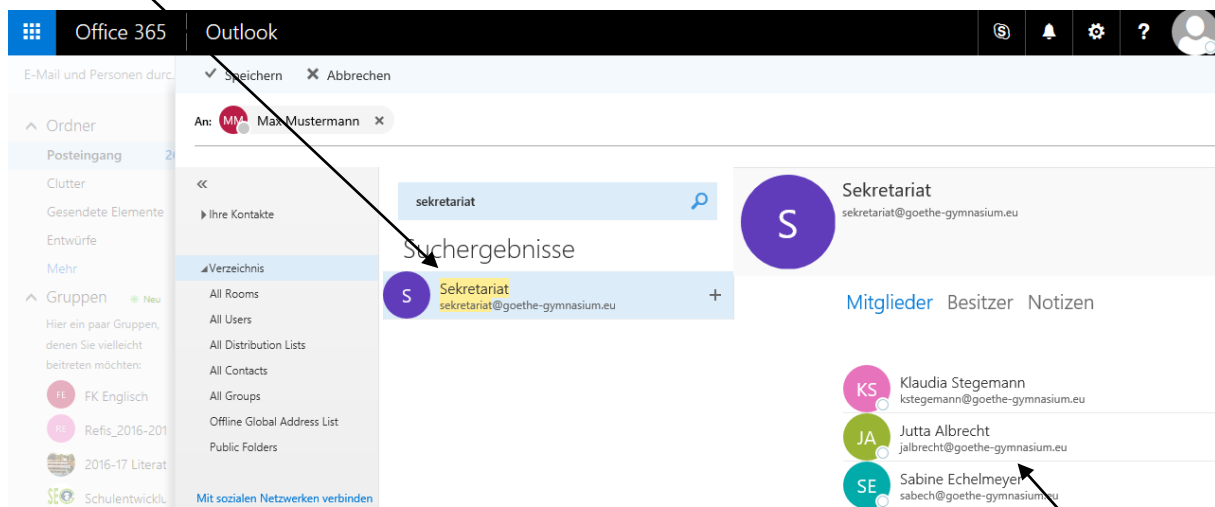 Office 365
Outlook
?
E-Mail und Personen durc
Speichern
Abbrechen
An: MM Max Mustermann
Ordner
Posteingang
Clutter
Gesendete Elemente
Entwürfe
Mehr
Gruppen
Neu
Hier ein paar Gruppen,
denen Sie vielleicht
beitreten möchten:
FE FK Englisch
RE Refis_2016-201
2016-17 Literat
Schulentwicklu
«
Ihre Kontakte
Verzeichnis
All Rooms
All Users
All Distribution Lists
All Contacts
All Groups
Offline Global Address List
Public Folders
Mit sozialen Netzwerken verbinden
sekretariat
Suchergebnisse
S
Sekretariat
sekretariat@goethe-gymnasium.eu
+
S
Sekretariat
sekretariat@goethe-gymnasium.eu
Mitglieder Besitzer Notizen
KS
Klaudia Stegemann
kstegemann@goethe-gymnasium.eu
JA
Jutta Albrecht
jalbrecht@goethe-gymnasium.eu
SE
Sabine Echelmeyer
sabech@goethe-gymnasium.eu